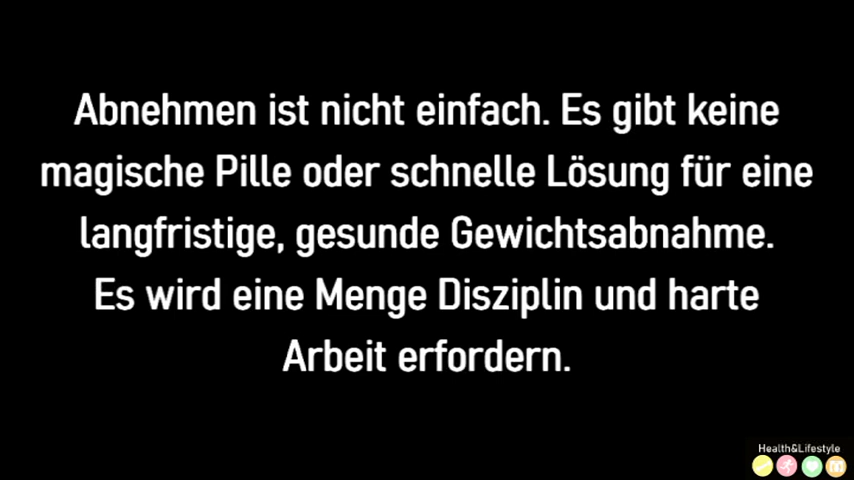 Abnehmen ist nicht einfach. Es gibt keine
magische Pille oder schnelle Lösung für eine
langfristige, gesunde Gewichtsabnahme.
Es wird eine Menge Disziplin und harte
Arbeit erfordern.
Health&Lifestyle